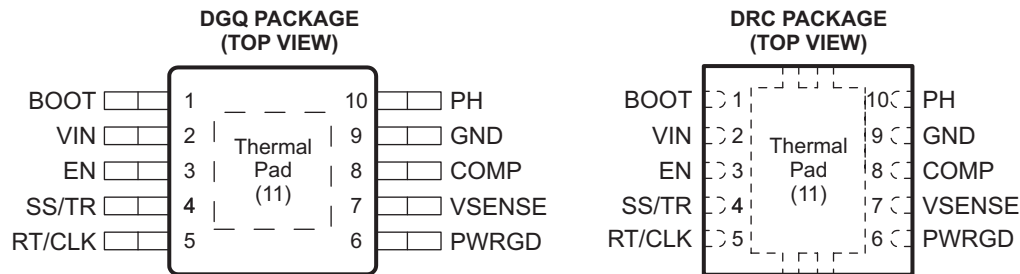 DGQ PACKAGE
(TOP VIEW)
BOOT 1 10 PH
VIN 2 9 GND
EN 3 8 COMP
SS/TR 4 7 VSENSE
RT/CLK 5 6 PWRGD
Thermal
Pad
(11)
DRC PACKAGE
(TOP VIEW)
BOOT 1 10 PH
VIN 2 9 GND
EN 3 8 COMP
SS/TR 4 7 VSENSE
RT/CLK 5 6 PWRGD
Thermal
Pad
(11)